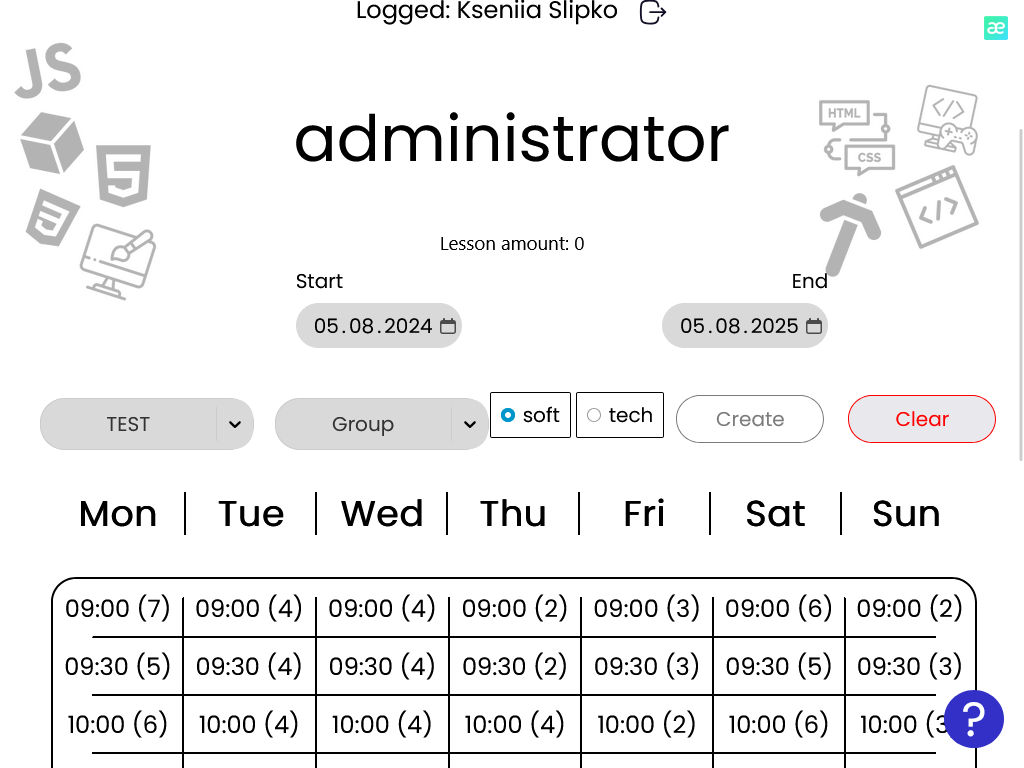 Logged: Kseniia Slipko
æ
JS
HTML
CSS
administrator
Lesson amount: 0
Start End
05.08.2024 05.08.2025
TEST Group soft tech Create Clear
Mon Tue Wed Thu Fri Sat Sun
09:00 (7) 09:00 (4) 09:00 (4) 09:00 (2) 09:00 (3) 09:00 (6) 09:00 (2)
09:30 (5) 09:30 (4) 09:30 (4) 09:30 (2) 09:30 (3) 09:30 (5) 09:30 (3)
10:00 (6) 10:00 (4) 10:00 (4) 10:00 (4) 10:00 (2) 10:00 (6) 10:00 (3
?